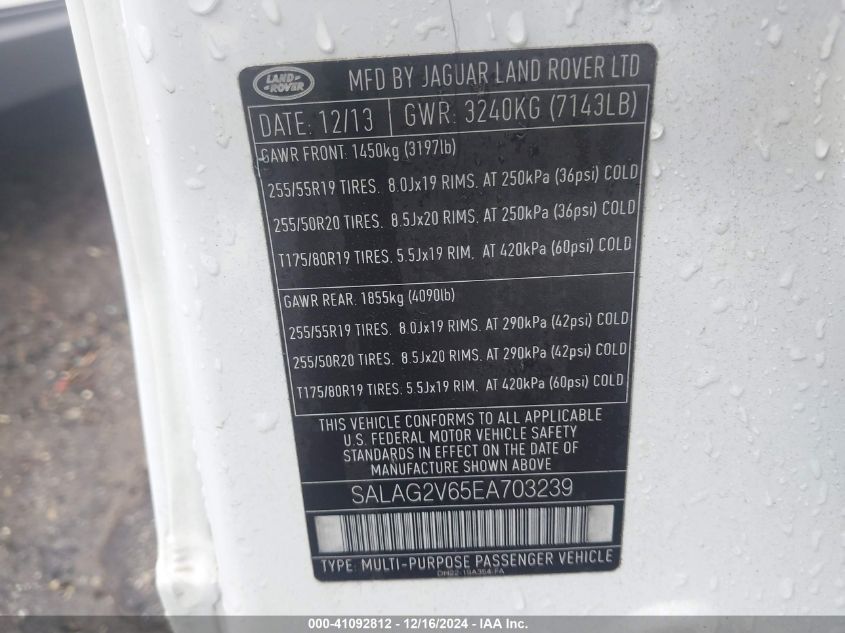 LAND ROVER
MFD BY JAGUAR LAND ROVER LTD
DATE: 12/13 GWR: 3240KG (7143LB)
GAWR FRONT: 1450kg (3197lb)
255/55R19 TIRES. 8.0Jx19 RIMS. AT 250kPa (36psi) COLD
255/50R20 TIRES. 8.5Jx20 RIMS. AT 250kPa (36psi) COLD
T175/80R19 TIRES. 5.5Jx19 RIM, AT 420kPa (60psi) COLD
GAWR REAR. 1855kg (4090lb)
255/55R19 TIRES. 8.0Jx19 RIMS. AT 290kPa (42psi) COLD
255/50R20 TIRES. 8.5Jx20 RIMS. AT 290kPa (42psi) COLD
T175/80R19 TIRES. 5.5Jx19 RIM, AT 420kPa (60psi) COLD
THIS VEHICLE CONFORMS TO ALL APPLICABLE
U.S. FEDERAL MOTOR VEHICLE SAFETY
STANDARDS IN EFFECT ON THE DATE OF
MANUFACTURE SHOWN ABOVE
SALAG2V65EA703239
TYPE: MULTI-PURPOSE PASSENGER VEHICLE
000-41092812 - 12/16/2024 - IAA Inc.